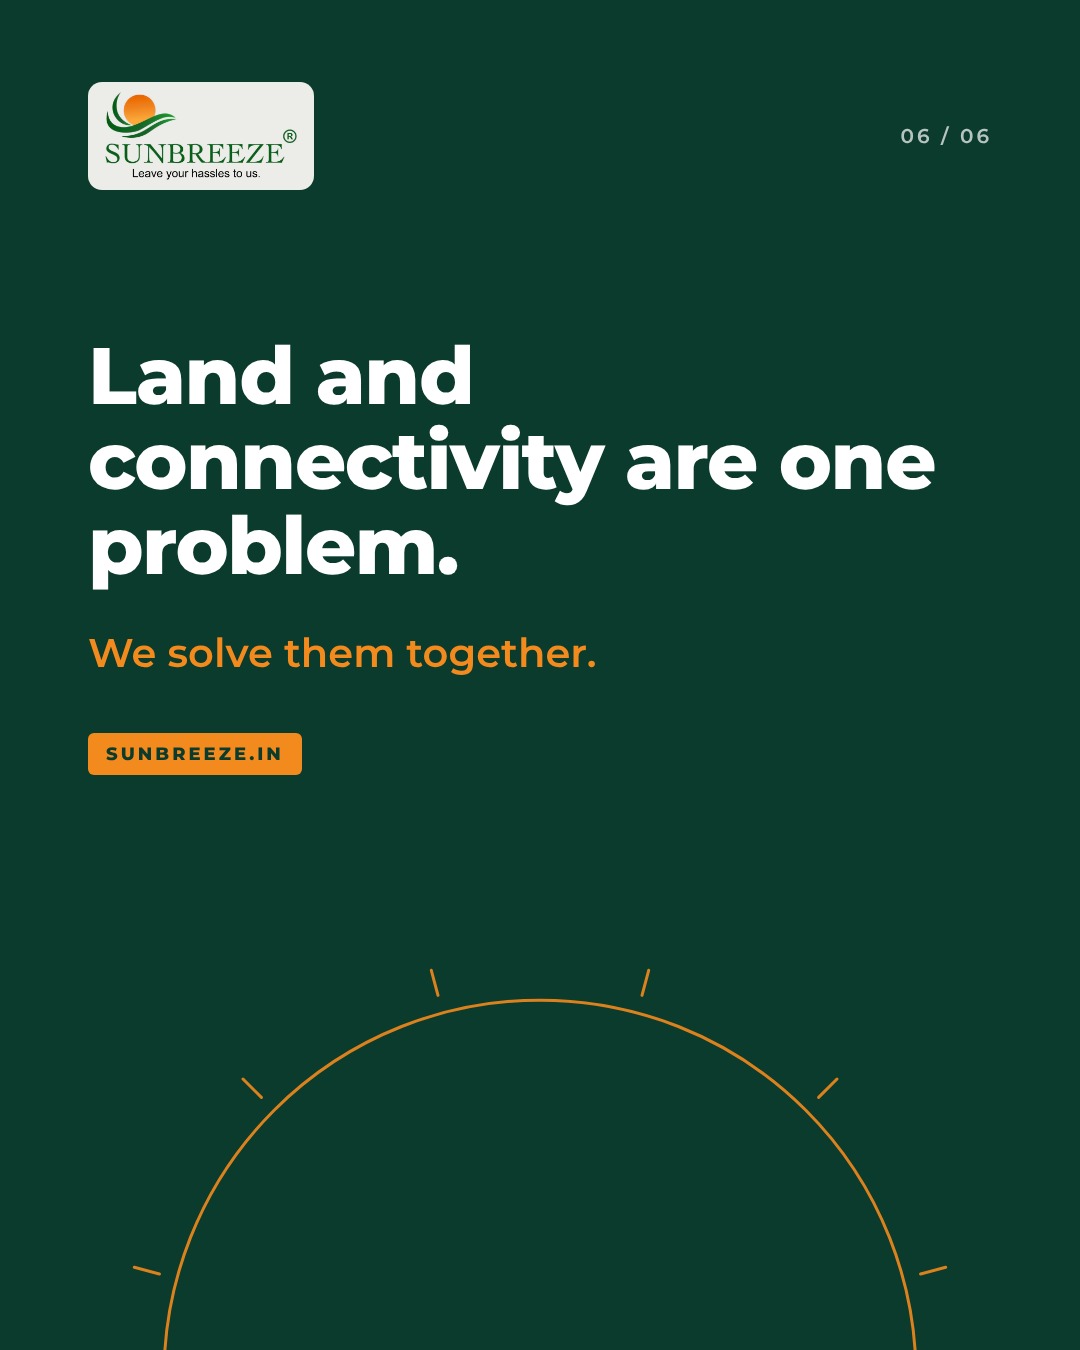 SUNBREEZE®
Leave your hassles to us.
06 / 06
Land and
connectivity are one
problem.
We solve them together.
SUNBREEZE.IN